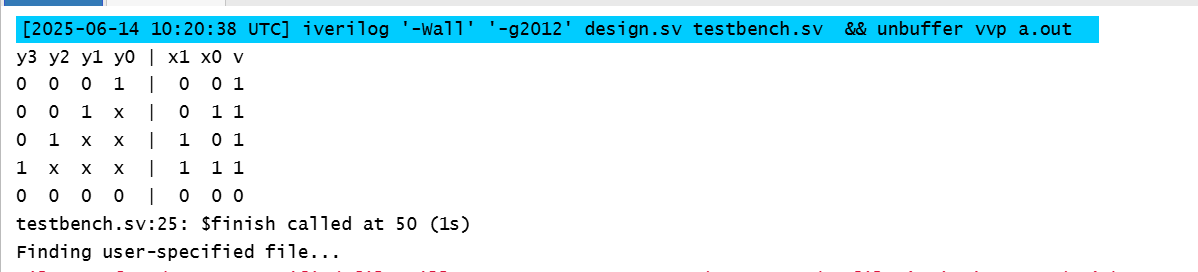 [2025-06-14 10:20:38 UTC] iverilog '-Wall' '-g2012' design.sv testbench.sv  && unbuffer vvp a.out
y3 y2 y1 y0 | x1 x0 v
0  0  0  1  |  0  0 1
0  0  1  x  |  0  1 1
0  1  x  x  |  1  0 1
1  x  x  x  |  1  1 1
0  0  0  0  |  0  0 0
testbench.sv:25: $finish called at 50 (1s)
Finding user-specified file...